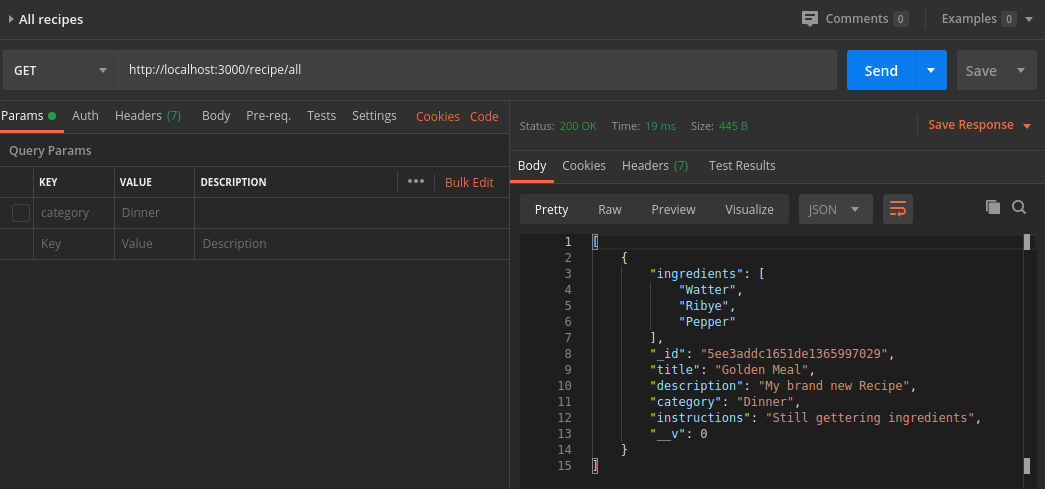 All recipes
Comments 0 Examples 0
GET http://localhost:3000/recipe/all Send Save
Params Auth Headers (7) Body Pre-req. Tests Settings Cookies Code
Query Params
KEY VALUE DESCRIPTION ••• Bulk Edit
category Dinner
Key Value Description
Status: 200 OK Time: 19 ms Size: 445 B Save Response
Body Cookies Headers (7) Test Results
Pretty Raw Preview Visualize JSON
1 [
2 {
3 "ingredients": [
4 "Watter",
5 "Ribye",
6 "Pepper"
7 ],
8 "_id": "5ee3addc1651de1365997029",
9 "title": "Golden Meal",
10 "description": "My brand new Recipe",
11 "category": "Dinner",
12 "instructions": "Still gettering ingredients",
13 "__v": 0
14 }
15 ]